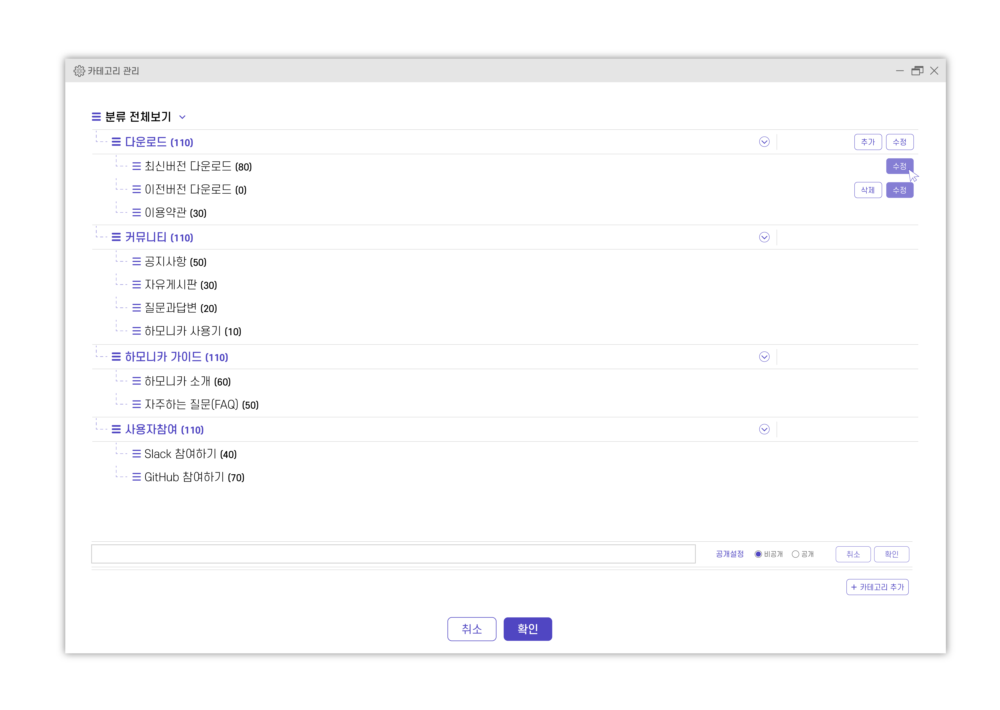 카테고리 관리
분류 전체보기
다운로드 (110) 추가 수정
최신버전 다운로드 (80) 수정
이전버전 다운로드 (0) 삭제 수정
이용약관 (30)
커뮤니티 (110)
공지사항 (50)
자유게시판 (30)
질문과답변 (20)
하모니카 사용기 (10)
하모니카 가이드 (110)
하모니카 소개 (60)
자주하는 질문(FAQ) (50)
사용자참여 (110)
Slack 참여하기 (40)
GitHub 참여하기 (70)
공개설정 비공개 공개 취소 확인
+ 카테고리 추가
취소 확인